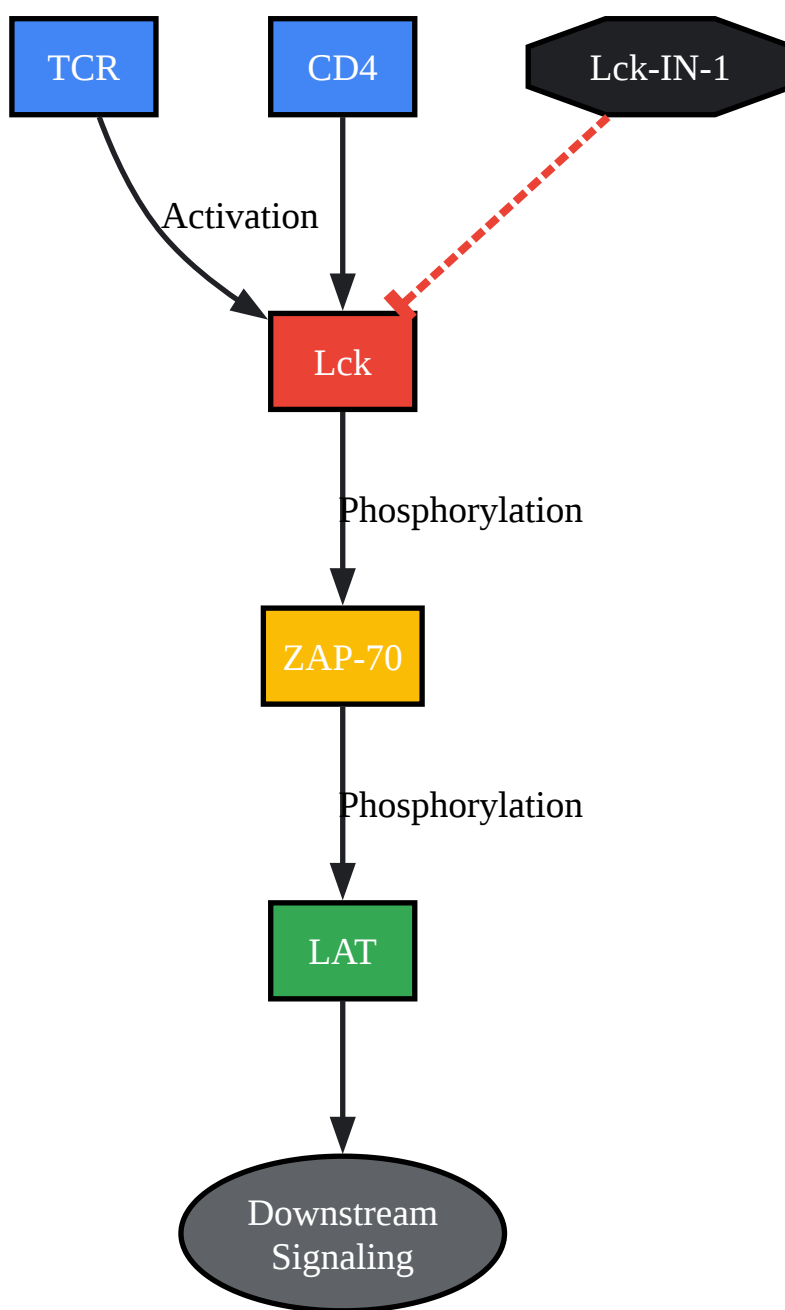 TCR
CD4
Lck-IN-1
Activation
Lck
Phosphorylation
ZAP-70
Phosphorylation
LAT
Downstream
Signaling